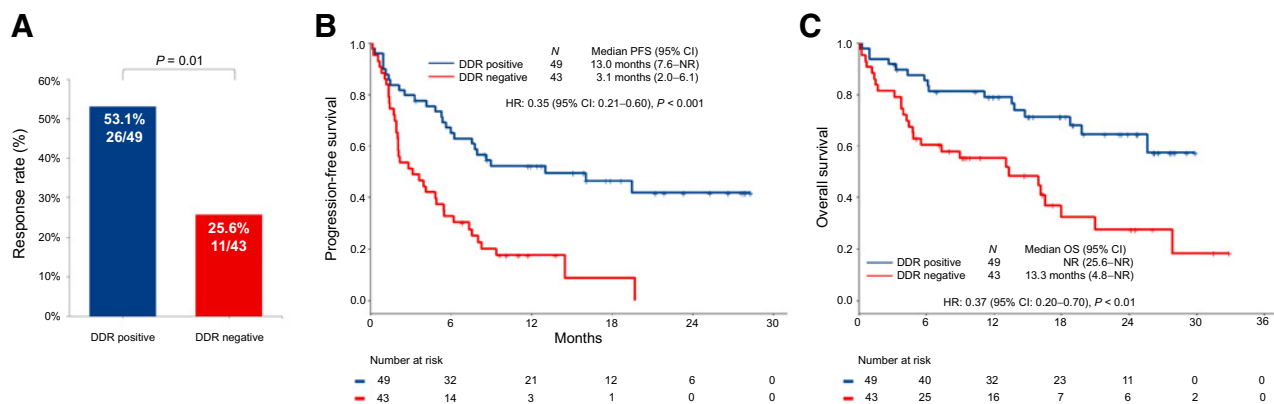 A
P = 0.01
Response rate (%)
60%
50%
40%
30%
20%
10%
0%
53.1%
26/49
25.6%
11/43
DDR positive
DDR negative
B
Progression-free survival
1.0
0.8
0.6
0.4
0.2
0.0
N Median PFS (95% CI)
DDR positive 49 13.0 months (7.6–NR)
DDR negative 43 3.1 months (2.0–6.1)
HR: 0.35 (95% CI: 0.21–0.60), P < 0.001
0 6 12 18 24 30
Months
Number at risk
49 32 21 12 6 0
43 14 3 1 0 0
C
Overall survival
1.0
0.8
0.6
0.4
0.2
0.0
N Median OS (95% CI)
DDR positive 49 NR (25.6–NR)
DDR negative 43 13.3 months (4.8–NR)
HR: 0.37 (95% CI: 0.20–0.70), P < 0.01
0 6 12 18 24 30 36
Number at risk
49 40 32 23 11 0 0
43 25 16 7 6 2 0